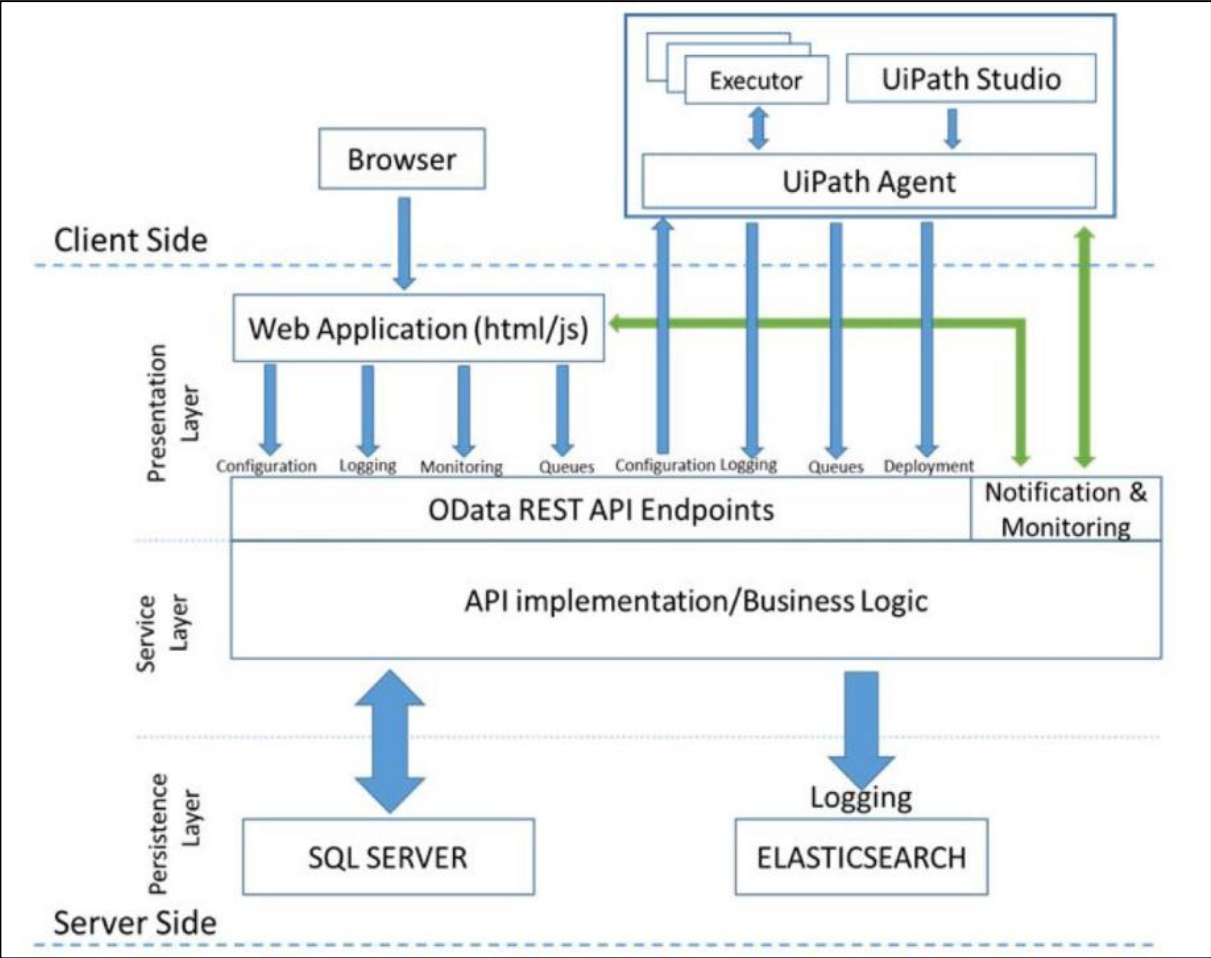 Executor
UiPath Studio
Browser
UiPath Agent
Client Side
Web Application (html/js)
Presentation
Layer
Configuration
Logging
Monitoring
Queues
Configuration
Logging
Queues
Deployment
OData REST API Endpoints
Notification &
Monitoring
Service
Layer
API implementation/Business Logic
Persistence
Layer
Logging
SQL SERVER
ELASTICSEARCH
Server Side